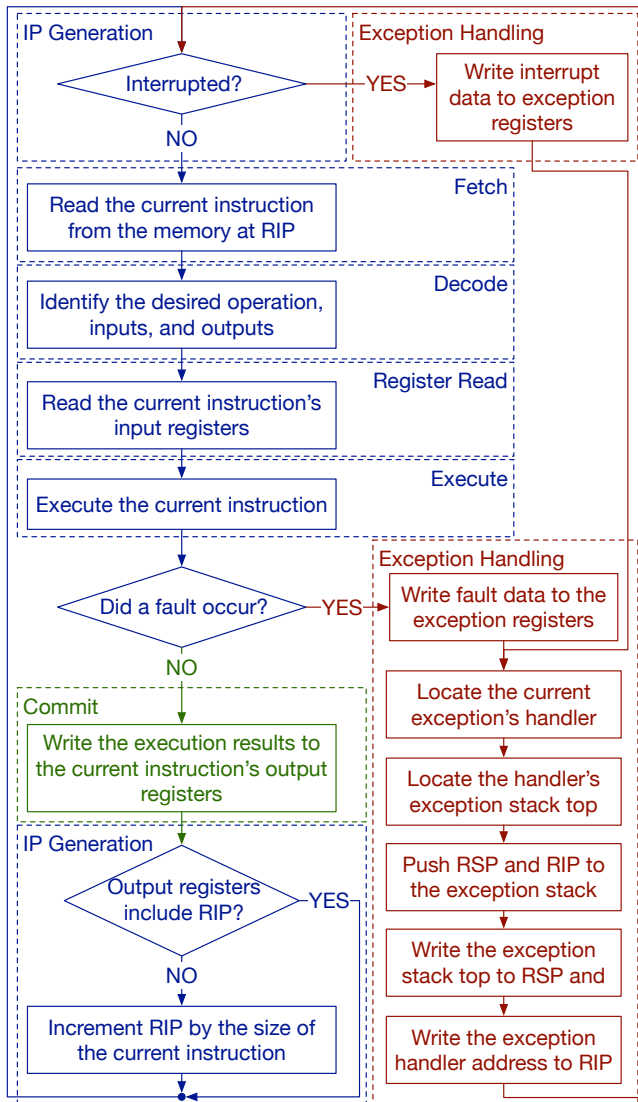 IP Generation
Interrupted?
YES
NO
Exception Handling
Write interrupt
data to exception
registers
Fetch
Read the current instruction
from the memory at RIP
Decode
Identify the desired operation,
inputs, and outputs
Register Read
Read the current instruction's
input registers
Execute
Execute the current instruction
Did a fault occur?
YES
NO
Exception Handling
Write fault data to the
exception registers
Locate the current
exception's handler
Locate the handler's
exception stack top
Push RSP and RIP to
the exception stack
Write the exception
stack top to RSP and
Write the exception
handler address to RIP
Commit
Write the execution results to
the current instruction's output
registers
IP Generation
Output registers
include RIP?
YES
NO
Increment RIP by the size of
the current instruction